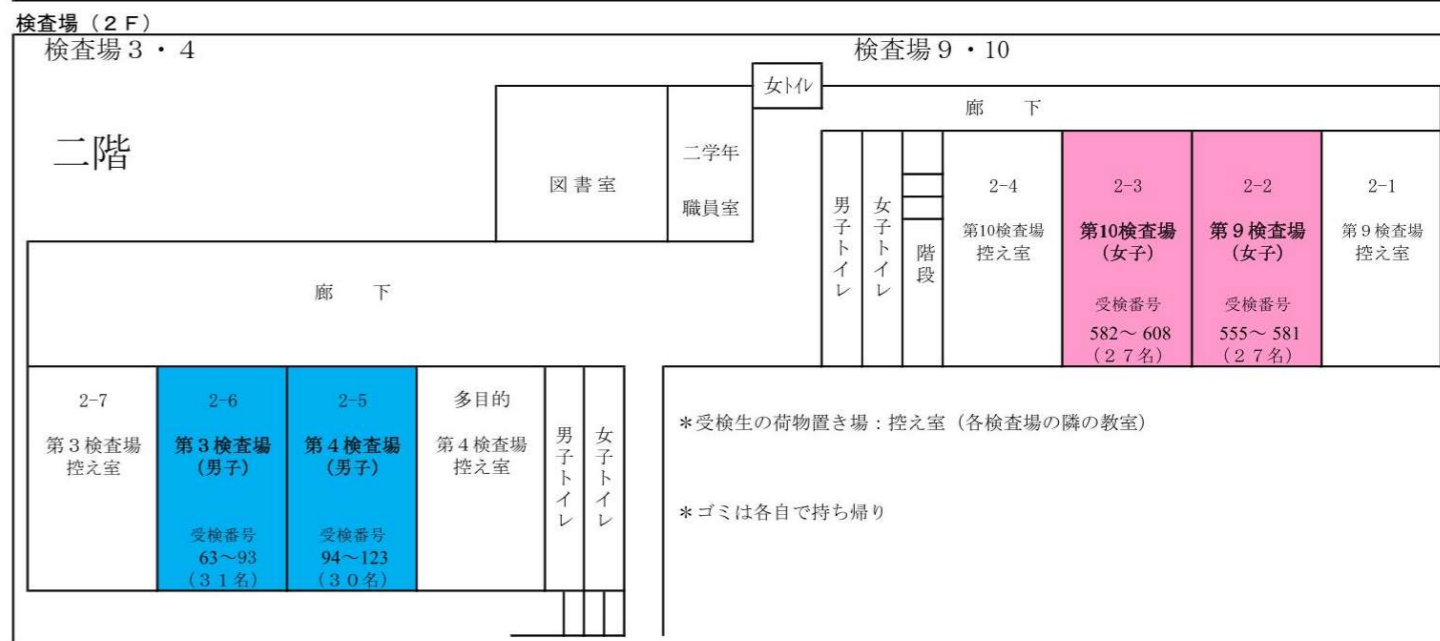 検査場（２Ｆ）
検査場３・４
検査場９・10
二階
女トイレ
図書室
二学年
職員室
廊　下
男子トイレ
女子トイレ
階段
2-4
第10検査場
控え室
2-3
第10検査場
(女子)
受検番号
582～608
（２７名）
2-2
第９検査場
(女子)
受検番号
555～581
（２７名）
2-1
第９検査場
控え室
廊　下
2-7
第３検査場
控え室
2-6
第３検査場
(男子)
受検番号
63～93
（３１名）
2-5
第４検査場
(男子)
受検番号
94～123
（３０名）
多目的
第４検査場
控え室
男子トイレ
女子トイレ
＊受検生の荷物置き場：控え室（各検査場の隣の教室）
＊ゴミは各自で持ち帰り